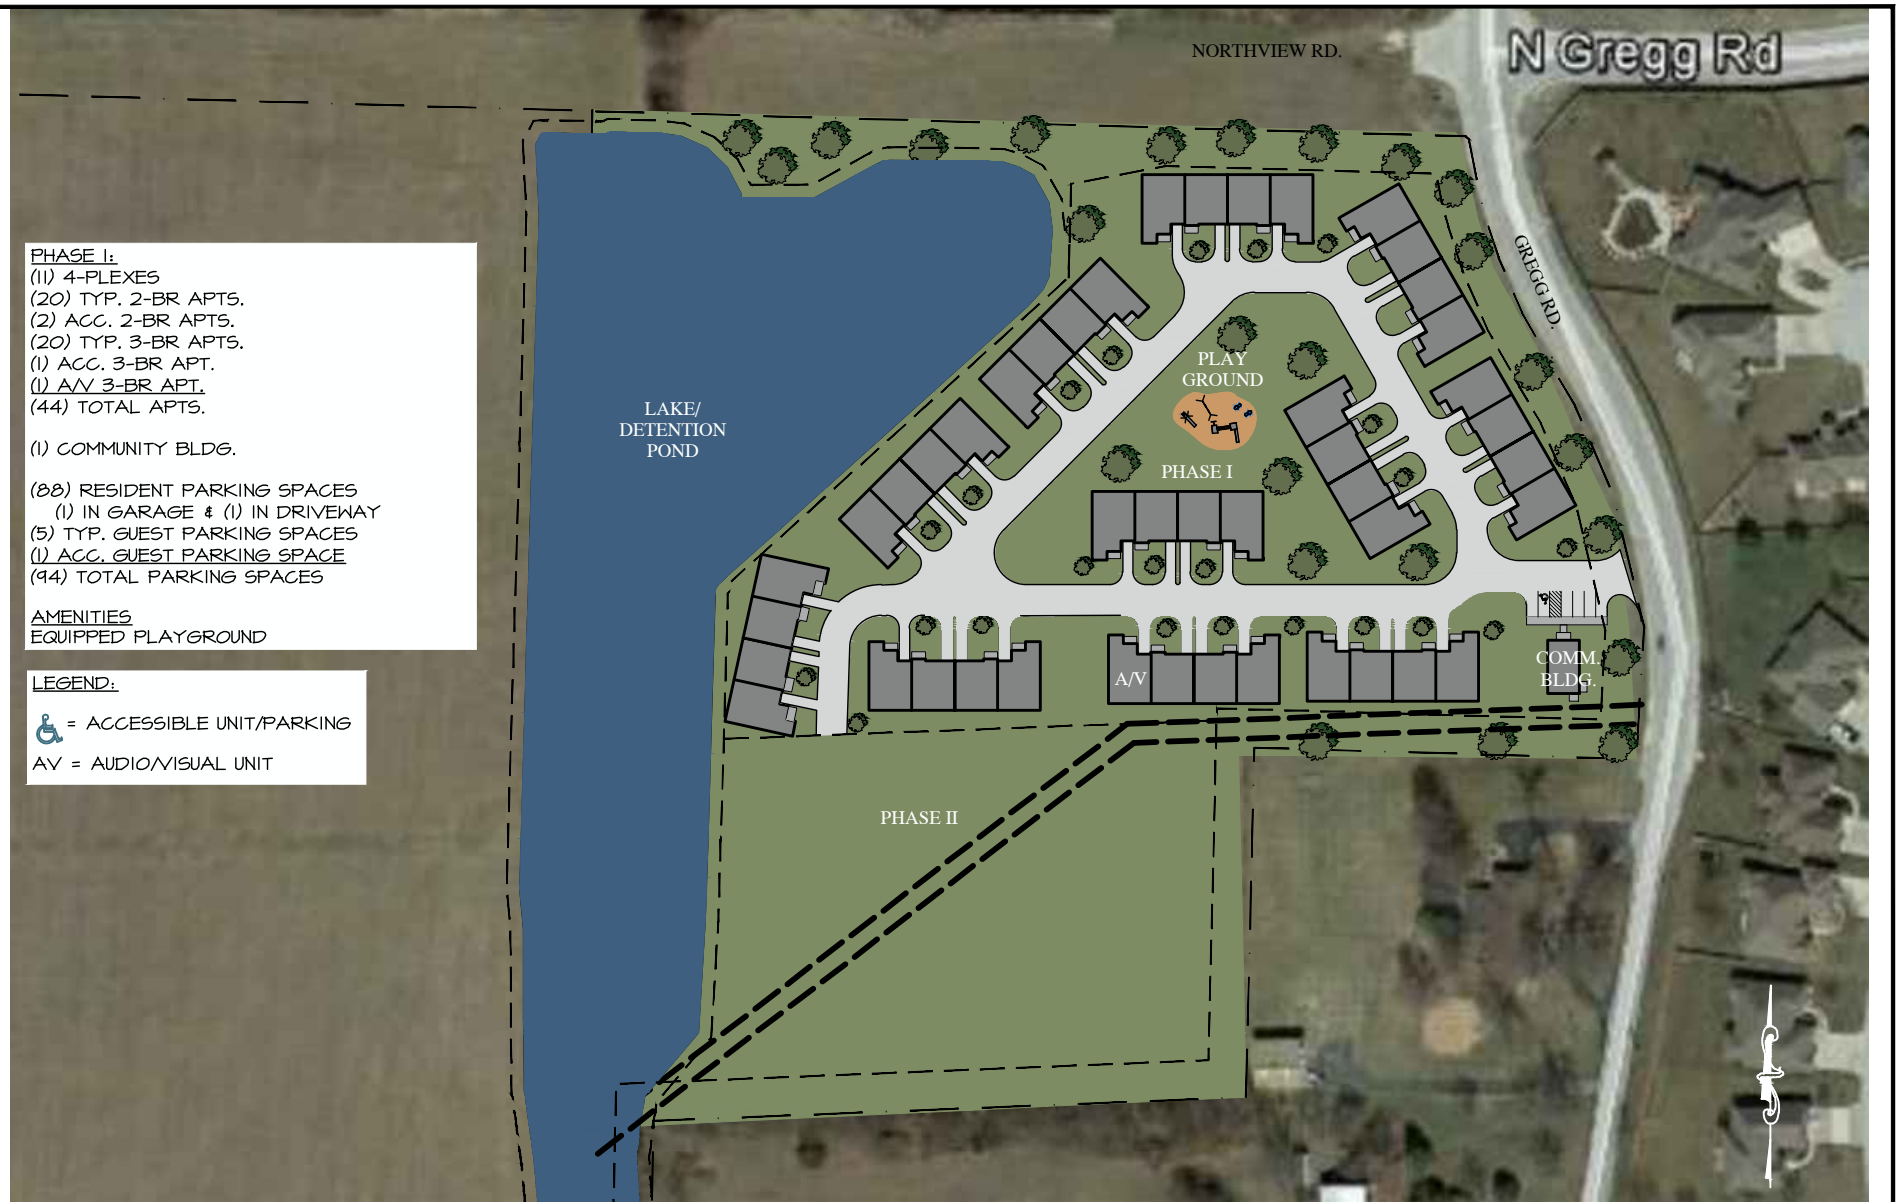 NORTHVIEW RD.
N Gregg Rd
GREGG RD.
PHASE I:
(11) 4-PLEXES
(20) TYP. 2-BR APTS.
(2) ACC. 2-BR APTS.
(20) TYP. 3-BR APTS.
(1) ACC. 3-BR APT.
(1) A/V 3-BR APT.
(44) TOTAL APTS.
(1) COMMUNITY BLDG.
(88) RESIDENT PARKING SPACES
(1) IN GARAGE & (1) IN DRIVEWAY
(5) TYP. GUEST PARKING SPACES
(1) ACC. GUEST PARKING SPACE
(94) TOTAL PARKING SPACES
AMENITIES
EQUIPPED PLAYGROUND
LEGEND:
= ACCESSIBLE UNIT/PARKING
AV = AUDIO/VISUAL UNIT
LAKE/
DETENTION
POND
PLAY
GROUND
PHASE I
A/V
COMM.
BLDG.
PHASE II